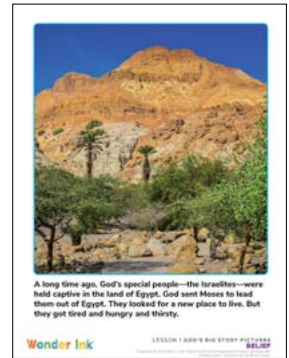 A long time ago, God's special people—the Israelites—were
held captive in the land of Egypt. God sent Moses to lead
them out of Egypt. They looked for a new place to live. But
they got tired and hungry and thirsty.
Wonder Ink
LESSON 1 GOD'S BIG STORY PICTURES
BELIEF